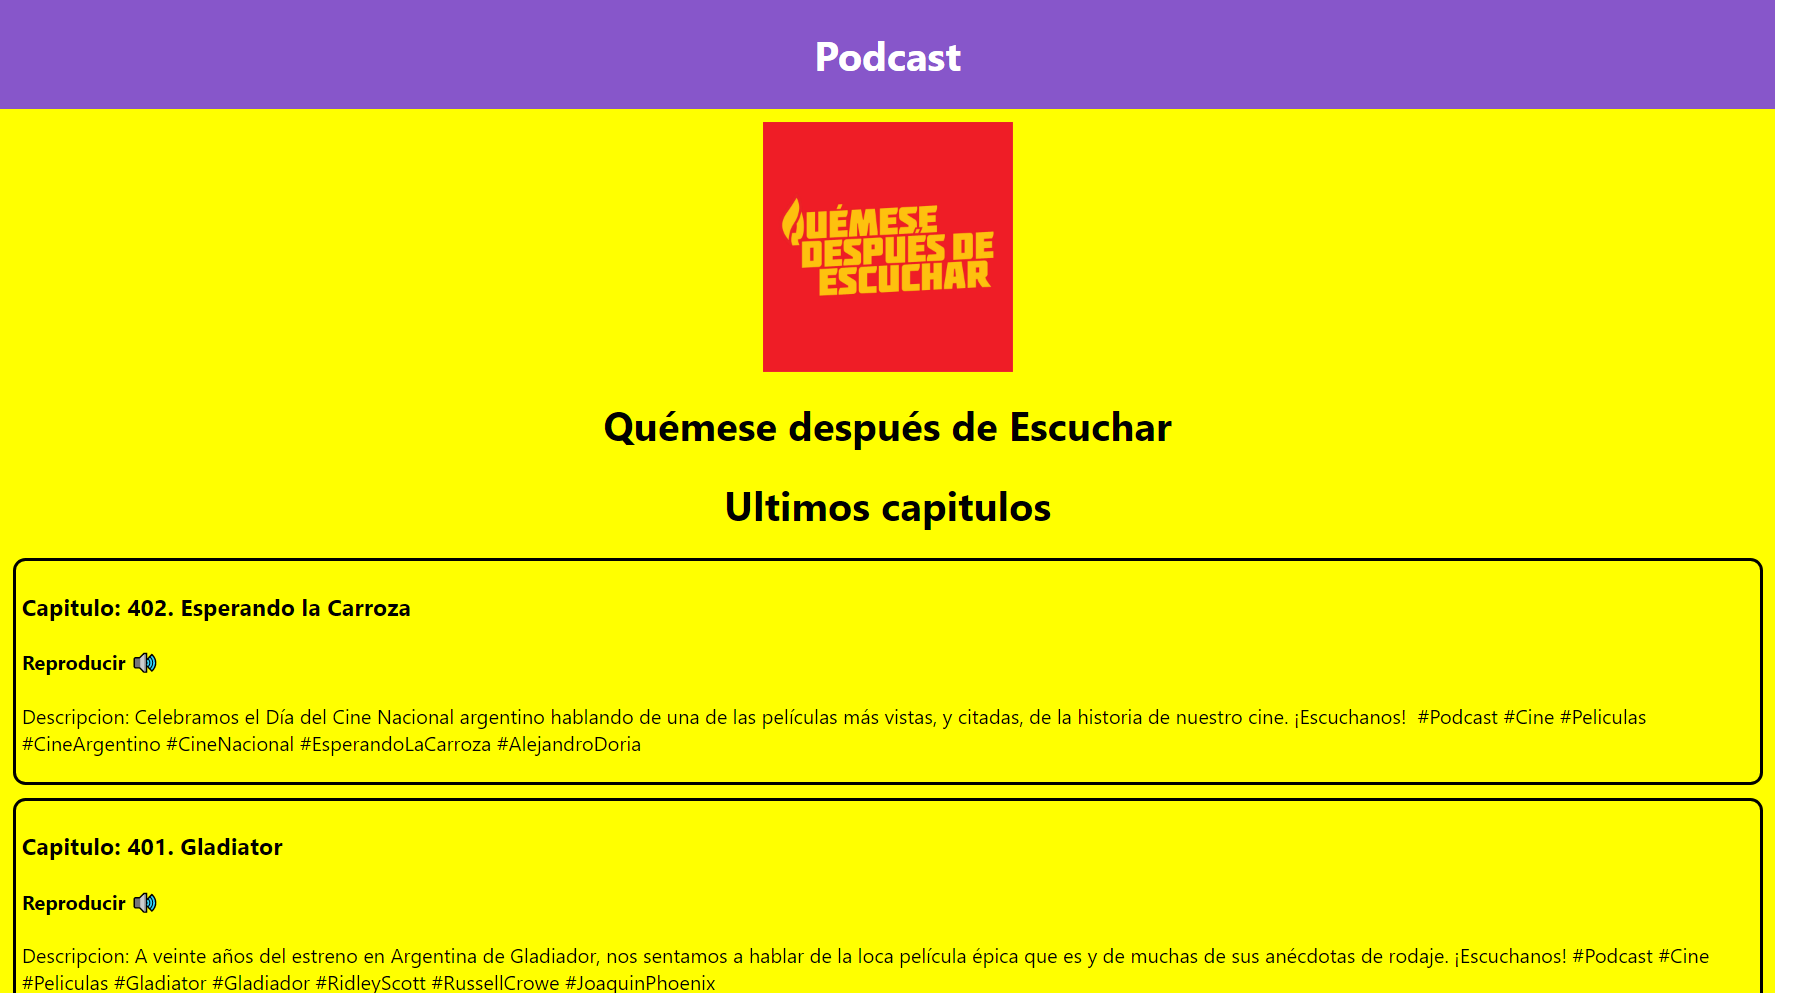 Podcast
QUÉMESE
DESPUÉS DE
ESCUCHAR
Quémese después de Escuchar
Ultimos capitulos
Capitulo: 402. Esperando la Carroza
Reproducir 🔊
Descripcion: Celebramos el Día del Cine Nacional argentino hablando de una de las películas más vistas, y citadas, de la historia de nuestro cine. ¡Escuchanos!  #Podcast #Cine #Peliculas
#CineArgentino #CineNacional #EsperandoLaCarroza #AlejandroDoria
Capitulo: 401. Gladiator
Reproducir 🔊
Descripcion: A veinte años del estreno en Argentina de Gladiador, nos sentamos a hablar de la loca película épica que es y de muchas de sus anécdotas de rodaje. ¡Escuchanos! #Podcast #Cine
#Peliculas #Gladiator #Gladiador #RidleyScott #RussellCrowe #JoaquinPhoenix